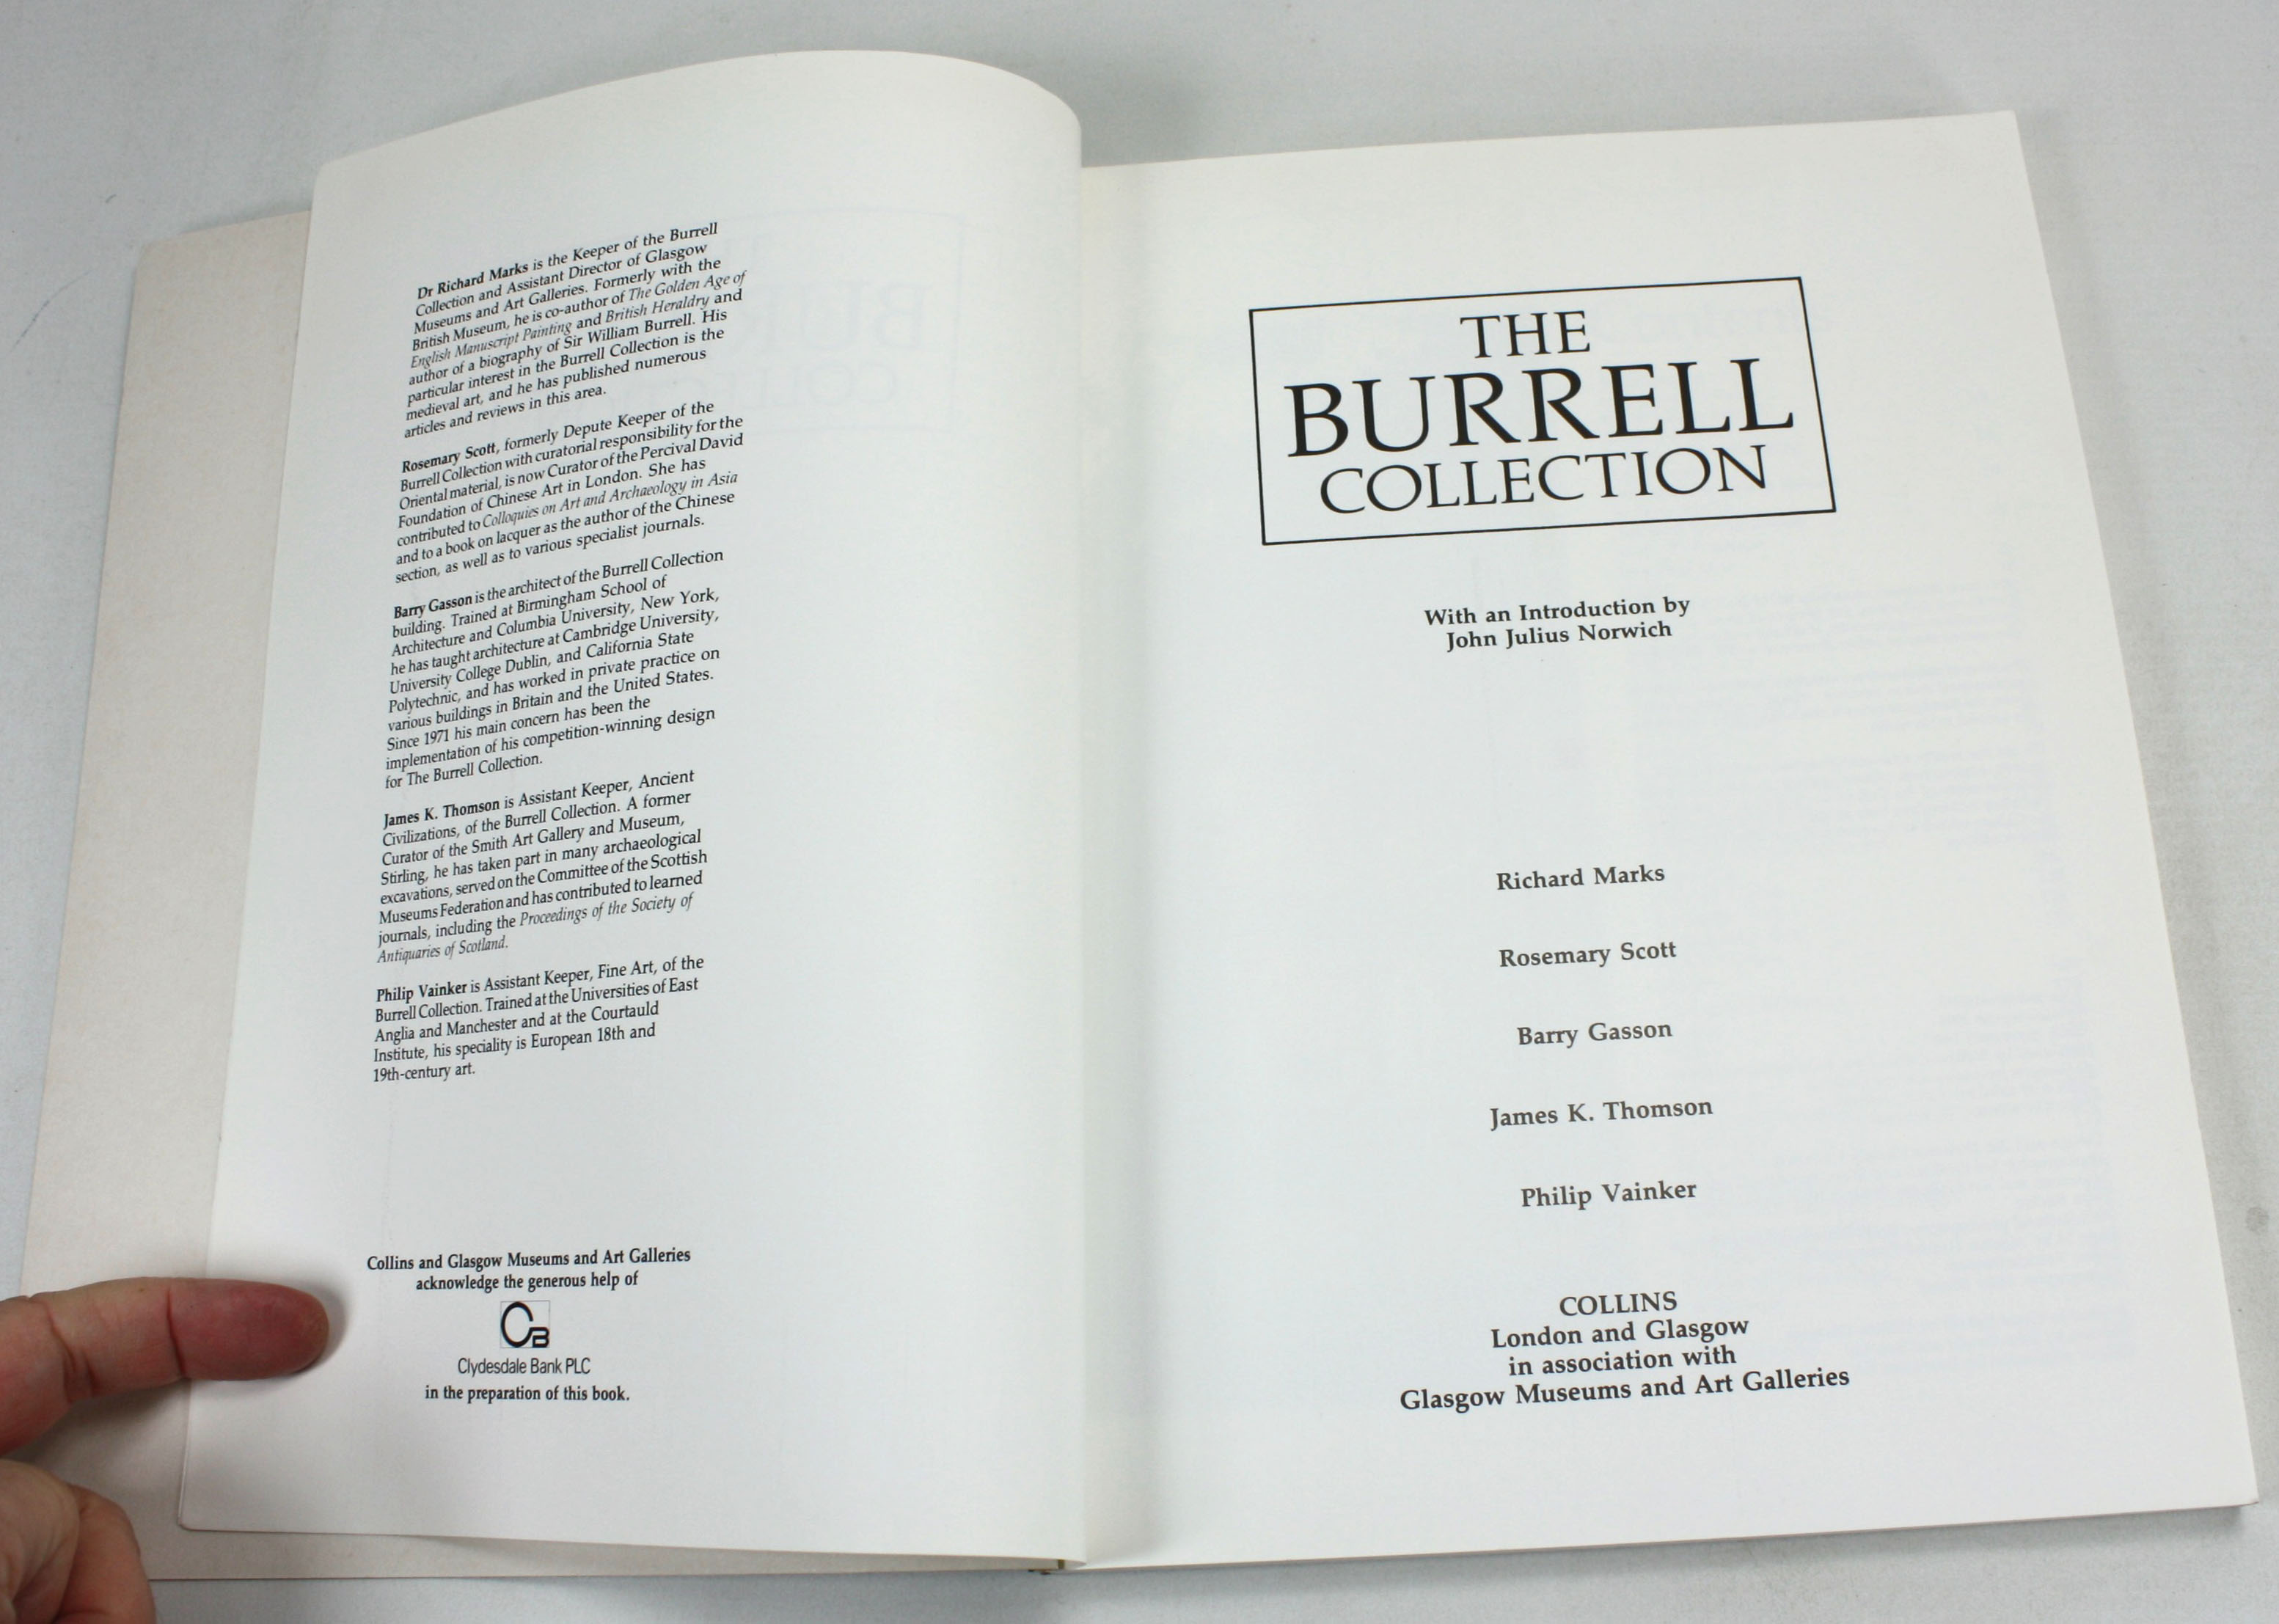 Dr Richard Marks is the Keeper of the Burrell
Collection and Assistant Director of Glasgow
Museums and Art Galleries. Formerly with the
British Museum, he is co-author of The Golden Age of
English Manuscript Painting and British Heraldry and
author of a biography of Sir William Burrell. His
particular interest in the Burrell Collection is the
medieval art, and he has published numerous
articles and reviews in this area.
Rosemary Scott, formerly Depute Keeper of the
Burrell Collection with curatorial responsibility for the
Oriental material, is now Curator of the Percival David
Foundation of Chinese Art in London. She has
contributed to Colloquies on Art and Archaeology in Asia
and to a book on lacquer as the author of the Chinese
section, as well as to various specialist journals.
Barry Gasson is the architect of the Burrell Collection
building. Trained at Birmingham School of
Architecture and Columbia University, New York,
he has taught architecture at Cambridge University,
University College Dublin, and California State
Polytechnic, and has worked in private practice on
various buildings in Britain and the United States.
Since 1971 his main concern has been the
implementation of his competition-winning design
for The Burrell Collection.
James K. Thomson is Assistant Keeper, Ancient
Civilizations, of the Burrell Collection. A former
Curator of the Smith Art Gallery and Museum,
Stirling, he has taken part in many archaeological
excavations, served on the Committee of the Scottish
Museums Federation and has contributed to learned
journals, including the Proceedings of the Society of
Antiquaries of Scotland.
Philip Vainker is Assistant Keeper, Fine Art, of the
Burrell Collection. Trained at the Universities of East
Anglia and Manchester and at the Courtauld
Institute, his speciality is European 18th and
19th-century art.
Collins and Glasgow Museums and Art Galleries
acknowledge the generous help of
CB
Clydesdale Bank PLC
in the preparation of this book.
THE
BURRELL
COLLECTION
With an Introduction by
John Julius Norwich
Richard Marks
Rosemary Scott
Barry Gasson
James K. Thomson
Philip Vainker
COLLINS
London and Glasgow
in association with
Glasgow Museums and Art Galleries